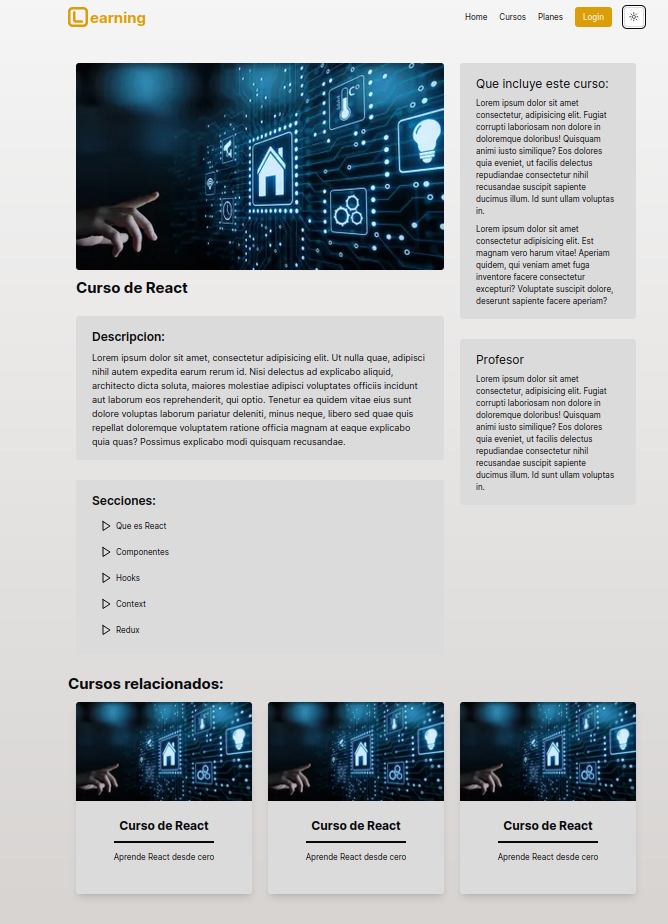 Learning
Home Cursos Planes Login
Curso de React
Descripcion:
Lorem ipsum dolor sit amet, consectetur adipisicing elit. Ut nulla quae, adipisci
nihil autem expedita earum rerum id. Nisi delectus ad explicabo aliquid,
architecto dicta soluta, maiores molestiae adipisci voluptates officiis incidunt
aut laborum eos reprehenderit, qui optio. Tenetur ea quidem vitae eius sunt
dolore voluptas laborum pariatur deleniti, minus neque, libero sed quae quis
repellat doloremque voluptatem ratione officia magnam at eaque explicabo
quia quas? Possimus explicabo modi quisquam recusandae.
Secciones:
Que es React
Componentes
Hooks
Context
Redux
Que incluye este curso:
Lorem ipsum dolor sit amet
consectetur, adipisicing elit. Fugiat
corrupti laboriosam non dolore in
doloremque doloribus! Quisquam
animi iusto similique? Eos dolores
quia eveniet, ut facilis delectus
repudiandae consectetur nihil
recusandae suscipit sapiente
ducimus illum. Id sunt ullam voluptas
in.
Lorem ipsum dolor sit amet
consectetur adipisicing elit. Est
magnam vero harum vitae! Aperiam
quidem, qui veniam amet fuga
inventore facere consectetur
excepturi? Voluptate suscipit dolore,
deserunt sapiente facere aperiam?
Profesor
Lorem ipsum dolor sit amet
consectetur, adipisicing elit. Fugiat
corrupti laboriosam non dolore in
doloremque doloribus! Quisquam
animi iusto similique? Eos dolores
quia eveniet, ut facilis delectus
repudiandae consectetur nihil
recusandae suscipit sapiente
ducimus illum. Id sunt ullam voluptas
in.
Cursos relacionados:
Curso de React
Aprende React desde cero
Curso de React
Aprende React desde cero
Curso de React
Aprende React desde cero